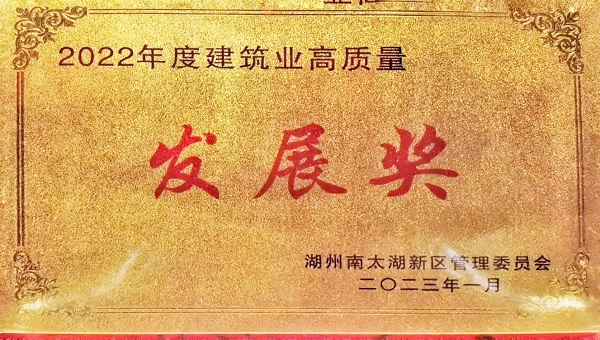 2022年度建筑业高质量
发展奖
湖州南太湖新区管理委员会
二〇二三年一月